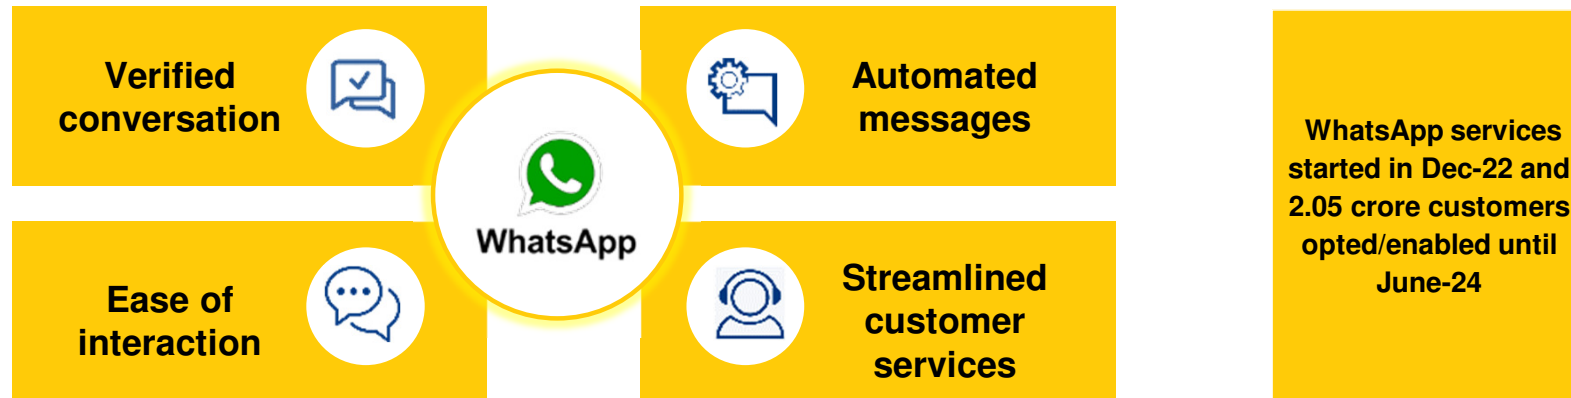 Verified
conversation
Automated
messages
WhatsApp
Ease of
interaction
Streamlined
customer
services
WhatsApp services
started in Dec-22 and
2.05 crore customers
opted/enabled until
June-24